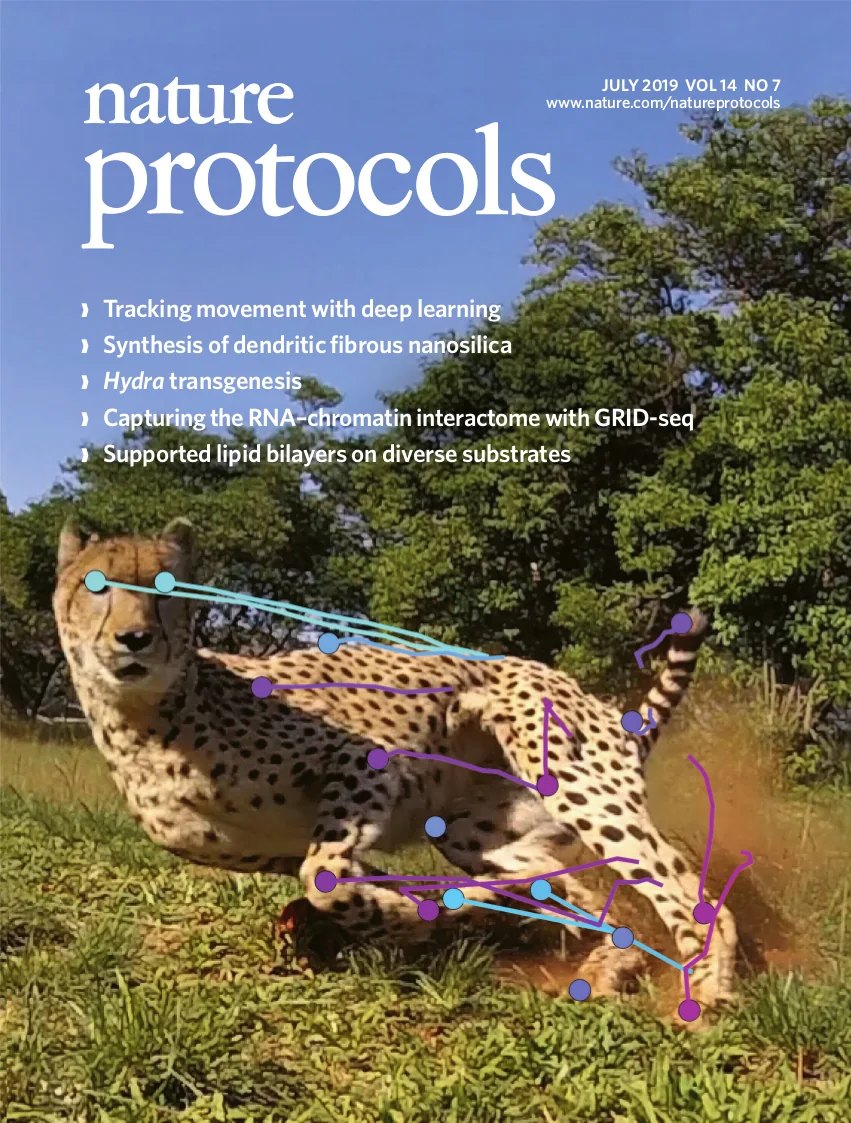 nature
protocols
JULY 2019 VOL 14 NO 7
www.nature.com/natureprotocols
Tracking movement with deep learning
Synthesis of dendritic fibrous nanosilica
Hydra transgenesis
Capturing the RNA–chromatin interactome with GRID-seq
Supported lipid bilayers on diverse substrates